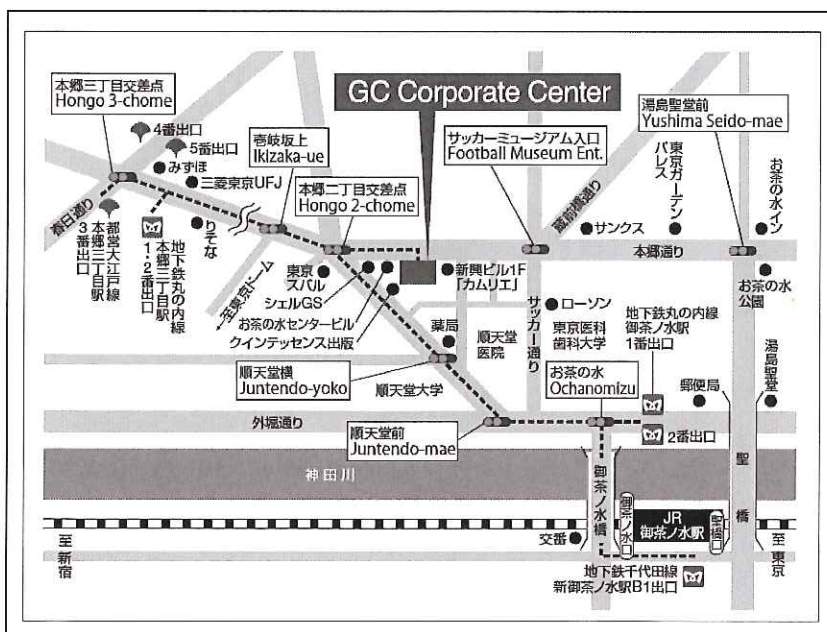 本郷三丁目交差点
Hongo 3-chome
GC Corporate Center
湯島聖堂前
Yushima Seido-mae
4番出口
5番出口
みずほ
三菱東京UFJ
壱岐坂上
Ikizaka-ue
サッカーミュージアム入口
Football Museum Ent.
本郷二丁目交差点
Hongo 2-chome
蔵前橋通り
東京ガーデン
パレス
お茶の水イン
春日通り
都営大江戸線
本郷三丁目駅
3番出口
地下鉄丸の内線
本郷三丁目駅
1・2番出口
りそな
←至東京ドーム
サンクス
本郷通り
東京
スバル
シェルGS
お茶の水センタービル
クインテッセンス出版
新興ビル1F
「カムリエ」
お茶の水
公園
サッカー通り
ローソン
東京医科
歯科大学
地下鉄丸の内線
御茶ノ水駅
1番出口
薬局
順天堂
医院
順天堂横
Juntendo-yoko
順天堂大学
お茶の水
Ochanomizu
郵便局
湯島聖堂
外堀通り
順天堂前
Juntendo-mae
2番出口
神田川
御茶ノ水橋
聖橋
御茶ノ水口
JR
御茶ノ水駅
聖橋口
至新宿
交番
至東京
地下鉄千代田線
新御茶ノ水駅B1出口